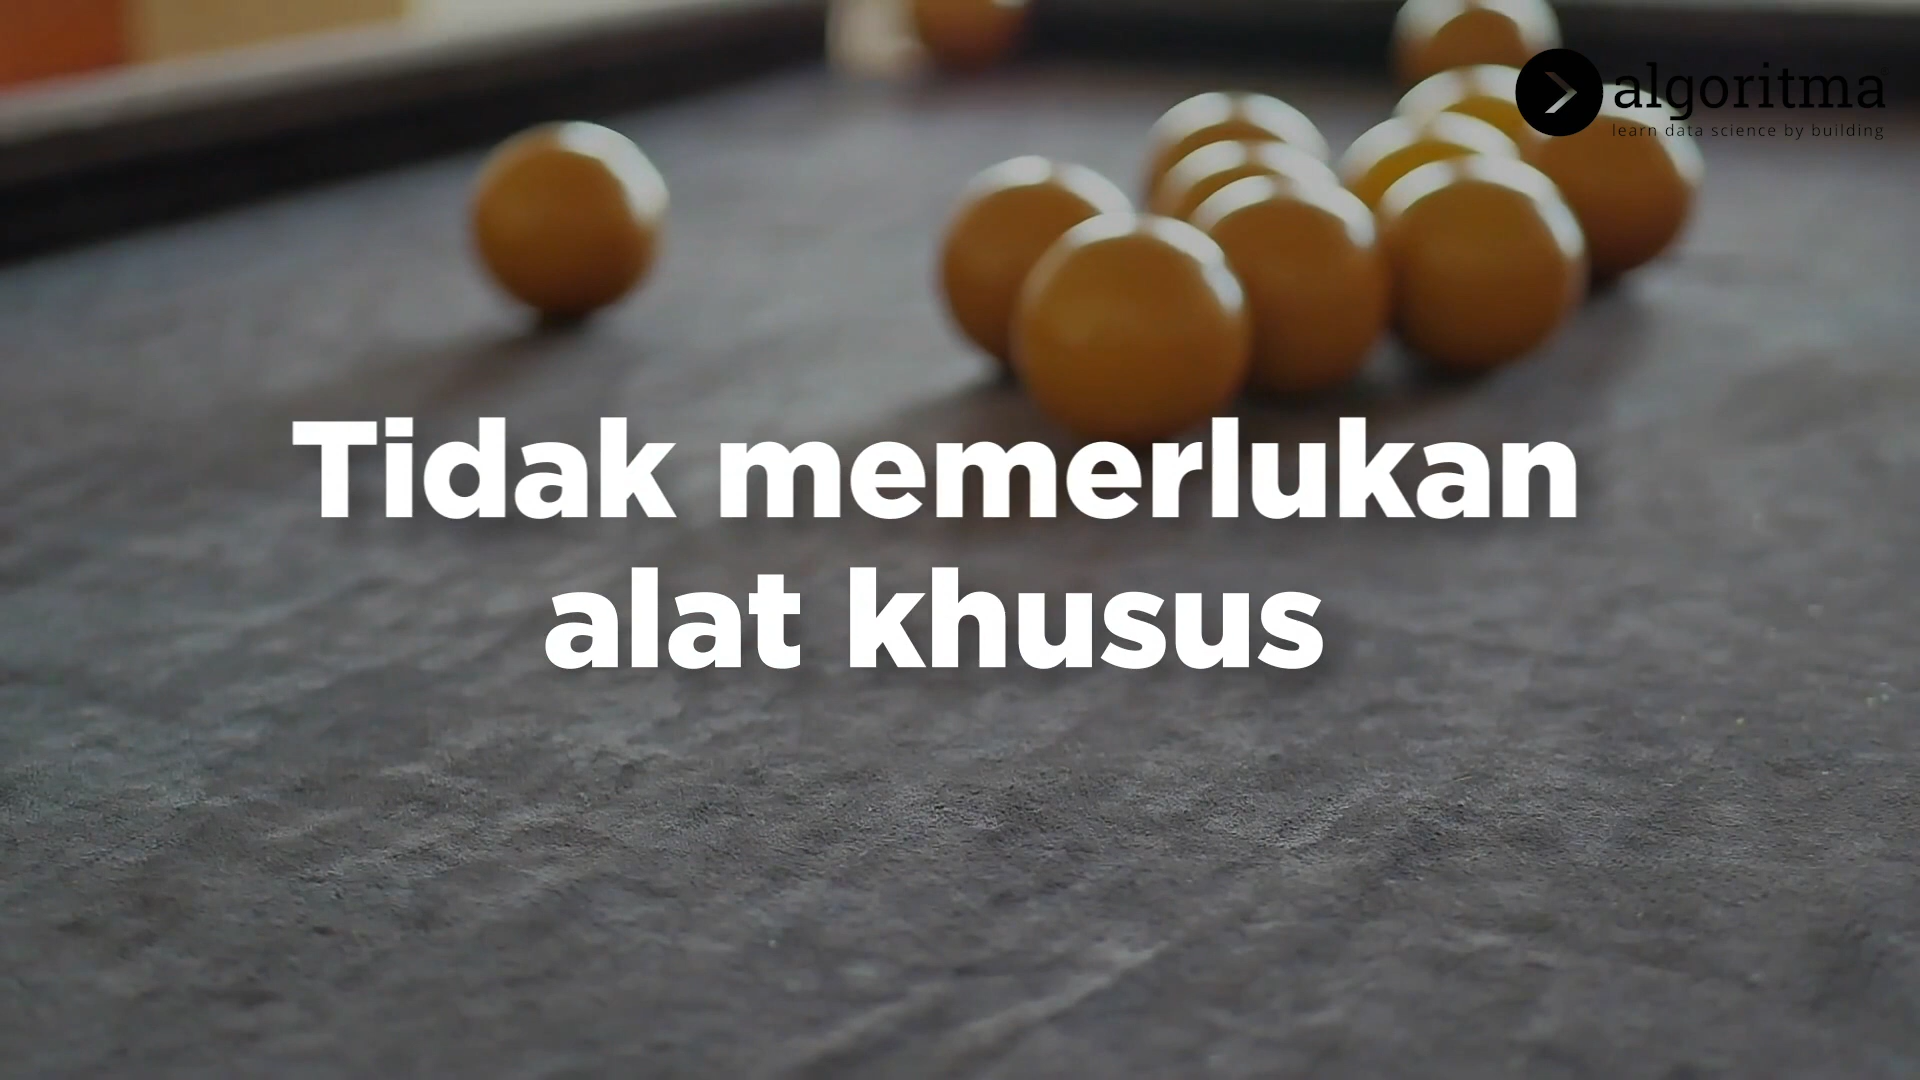 algoritma
learn data science by building
Tidak memerlukan
alat khusus